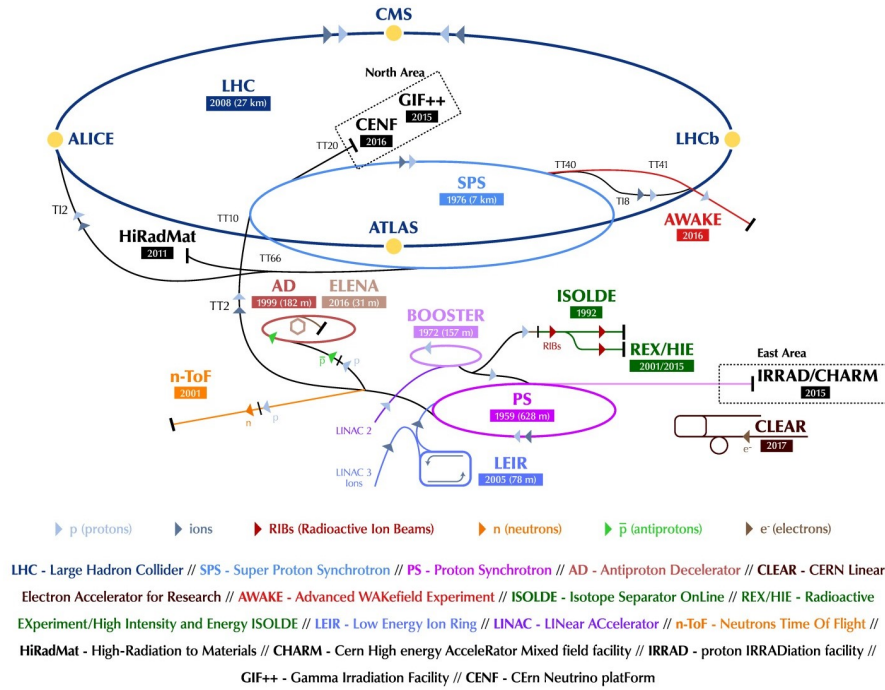 CMS
LHC
2008 (27 km)
North Area
GIF++
2015
CENF
2016
TT20
ALICE
LHCb
TT40
TT41
SPS
1976 (7 km)
TI8
TI2
TT10
ATLAS
AWAKE
2016
HiRadMat
2011
TT66
AD
1999 (182 m)
ELENA
2016 (31 m)
TT2
ISOLDE
1992
BOOSTER
1972 (157 m)
RIBs
REX/HIE
2001/2015
p̅
p
East Area
n-ToF
2001
IRRAD/CHARM
2015
PS
1959 (628 m)
n
p
LINAC 2
CLEAR
2017
e-
LINAC 3
Ions
LEIR
2005 (78 m)
p (protons)
ions
RIBs (Radioactive Ion Beams)
n (neutrons)
p̅ (antiprotons)
e- (electrons)
LHC - Large Hadron Collider // SPS - Super Proton Synchrotron // PS - Proton Synchrotron // AD - Antiproton Decelerator // CLEAR - CERN Linear
Electron Accelerator for Research // AWAKE - Advanced WAKefield Experiment // ISOLDE - Isotope Separator OnLine // REX/HIE - Radioactive
EXperiment/High Intensity and Energy ISOLDE // LEIR - Low Energy Ion Ring // LINAC - LINear ACcelerator // n-ToF - Neutrons Time Of Flight //
HiRadMat - High-Radiation to Materials // CHARM - Cern High energy AcceleRator Mixed field facility // IRRAD - proton IRRADiation facility //
GIF++ - Gamma Irradiation Facility // CENF - CErn Neutrino platForm